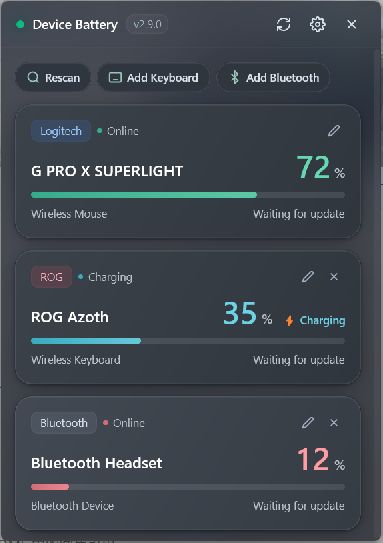 Device Battery v2.9.0
Rescan Add Keyboard Add Bluetooth
Logitech Online
G PRO X SUPERLIGHT 72 %
Wireless Mouse Waiting for update
ROG Charging
ROG Azoth 35 % Charging
Wireless Keyboard Waiting for update
Bluetooth Online
Bluetooth Headset 12 %
Bluetooth Device Waiting for update